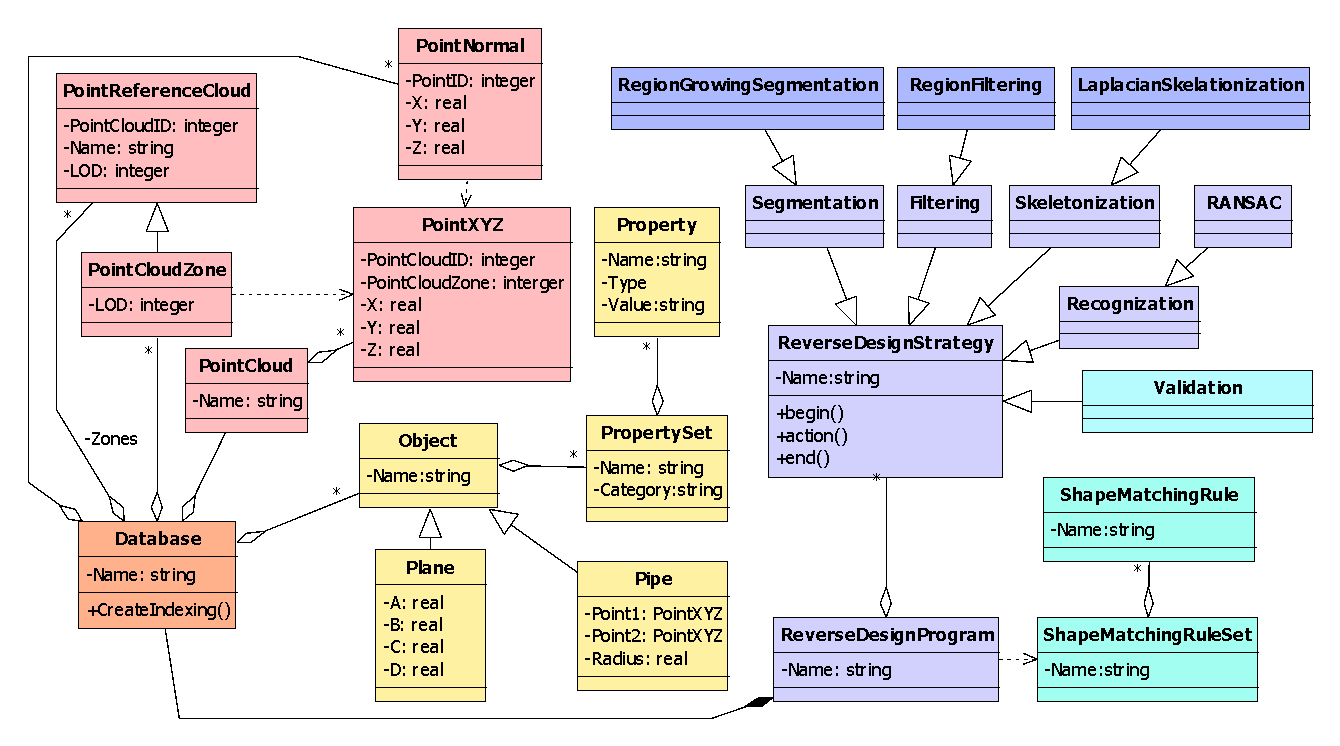 PointNormal
-PointID: integer
-X: real
-Y: real
-Z: real
*
PointReferenceCloud
-PointCloudID: integer
-Name: string
-LOD: integer
*
PointCloudZone
-LOD: integer
*
PointXYZ
-PointCloudID: integer
-PointCloudZone: interger
-X: real
-Y: real
-Z: real
*
PointCloud
-Name: string
-Zones
Property
-Name:string
-Type
-Value:string
*
PropertySet
-Name: string
-Category:string
*
Object
-Name:string
*
Database
-Name: string
+CreateIndexing()
Plane
-A: real
-B: real
-C: real
-D: real
Pipe
-Point1: PointXYZ
-Point2: PointXYZ
-Radius: real
RegionGrowingSegmentation
RegionFiltering
LaplacianSkelationization
Segmentation
Filtering
Skeletonization
RANSAC
Recognization
ReverseDesignStrategy
-Name:string
+begin()
+action()
+end()
*
Validation
ShapeMatchingRule
-Name:string
*
ReverseDesignProgram
-Name: string
ShapeMatchingRuleSet
-Name:string